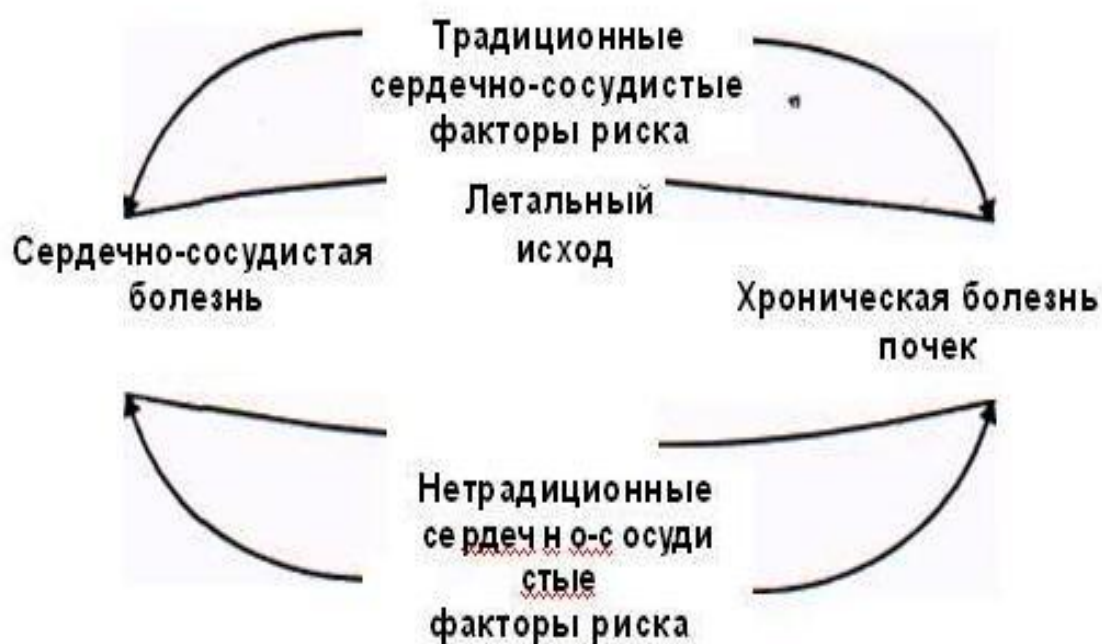 Традиционные
сердечно-сосудистые
факторы риска
Летальный
исход
Сердечно-сосудистая
болезнь
Хроническая болезнь
почек
Нетрадиционные
се рдеч н о-с осуди
стые
факторы риска